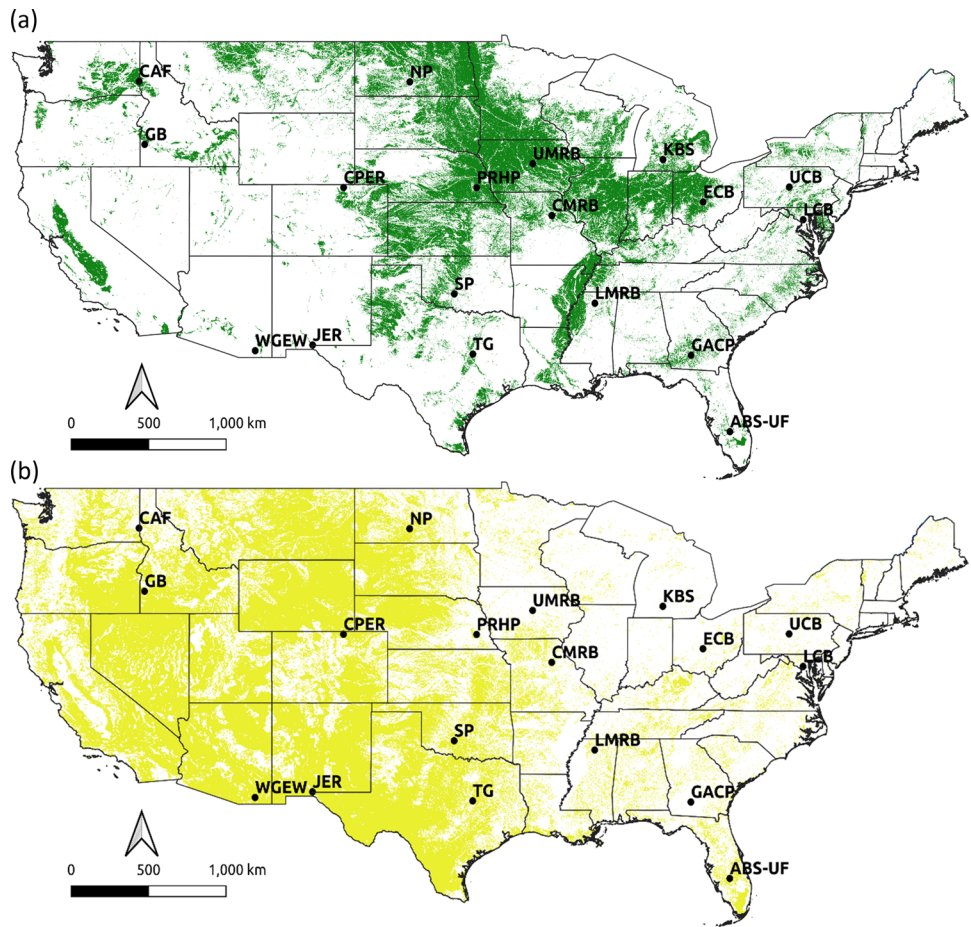 (a)
CAF
NP
GB
KBS
UMRB
CPER
PRHP
UCB
ECB
CMRB
LCB
SP
LMRB
WGEW
JER
TG
GACP
0 500 1,000 km
ABS-UF
(b)
CAF
NP
GB
KBS
UMRB
CPER
PRHP
UCB
ECB
CMRB
LCB
SP
LMRB
WGEW
JER
TG
GACP
0 500 1,000 km
ABS-UF